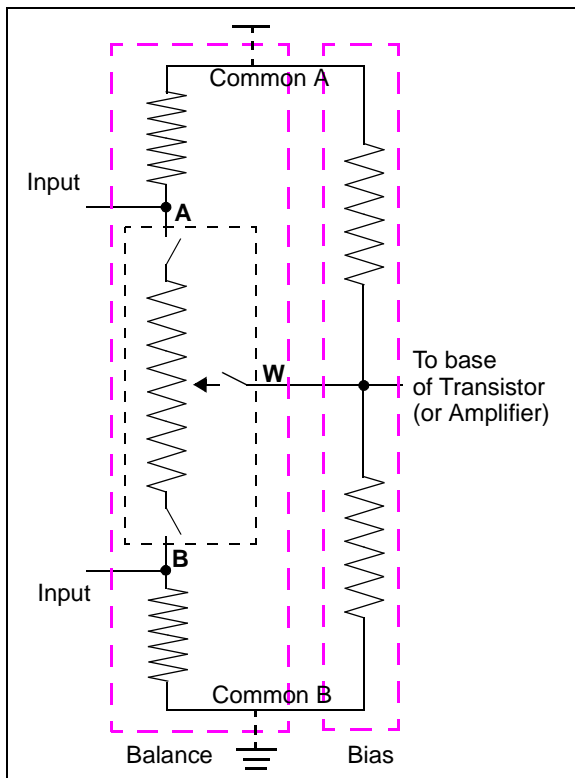 Common A
Input
A
W
To base
of Transistor
(or Amplifier)
B
Input
Common B
Balance
Bias